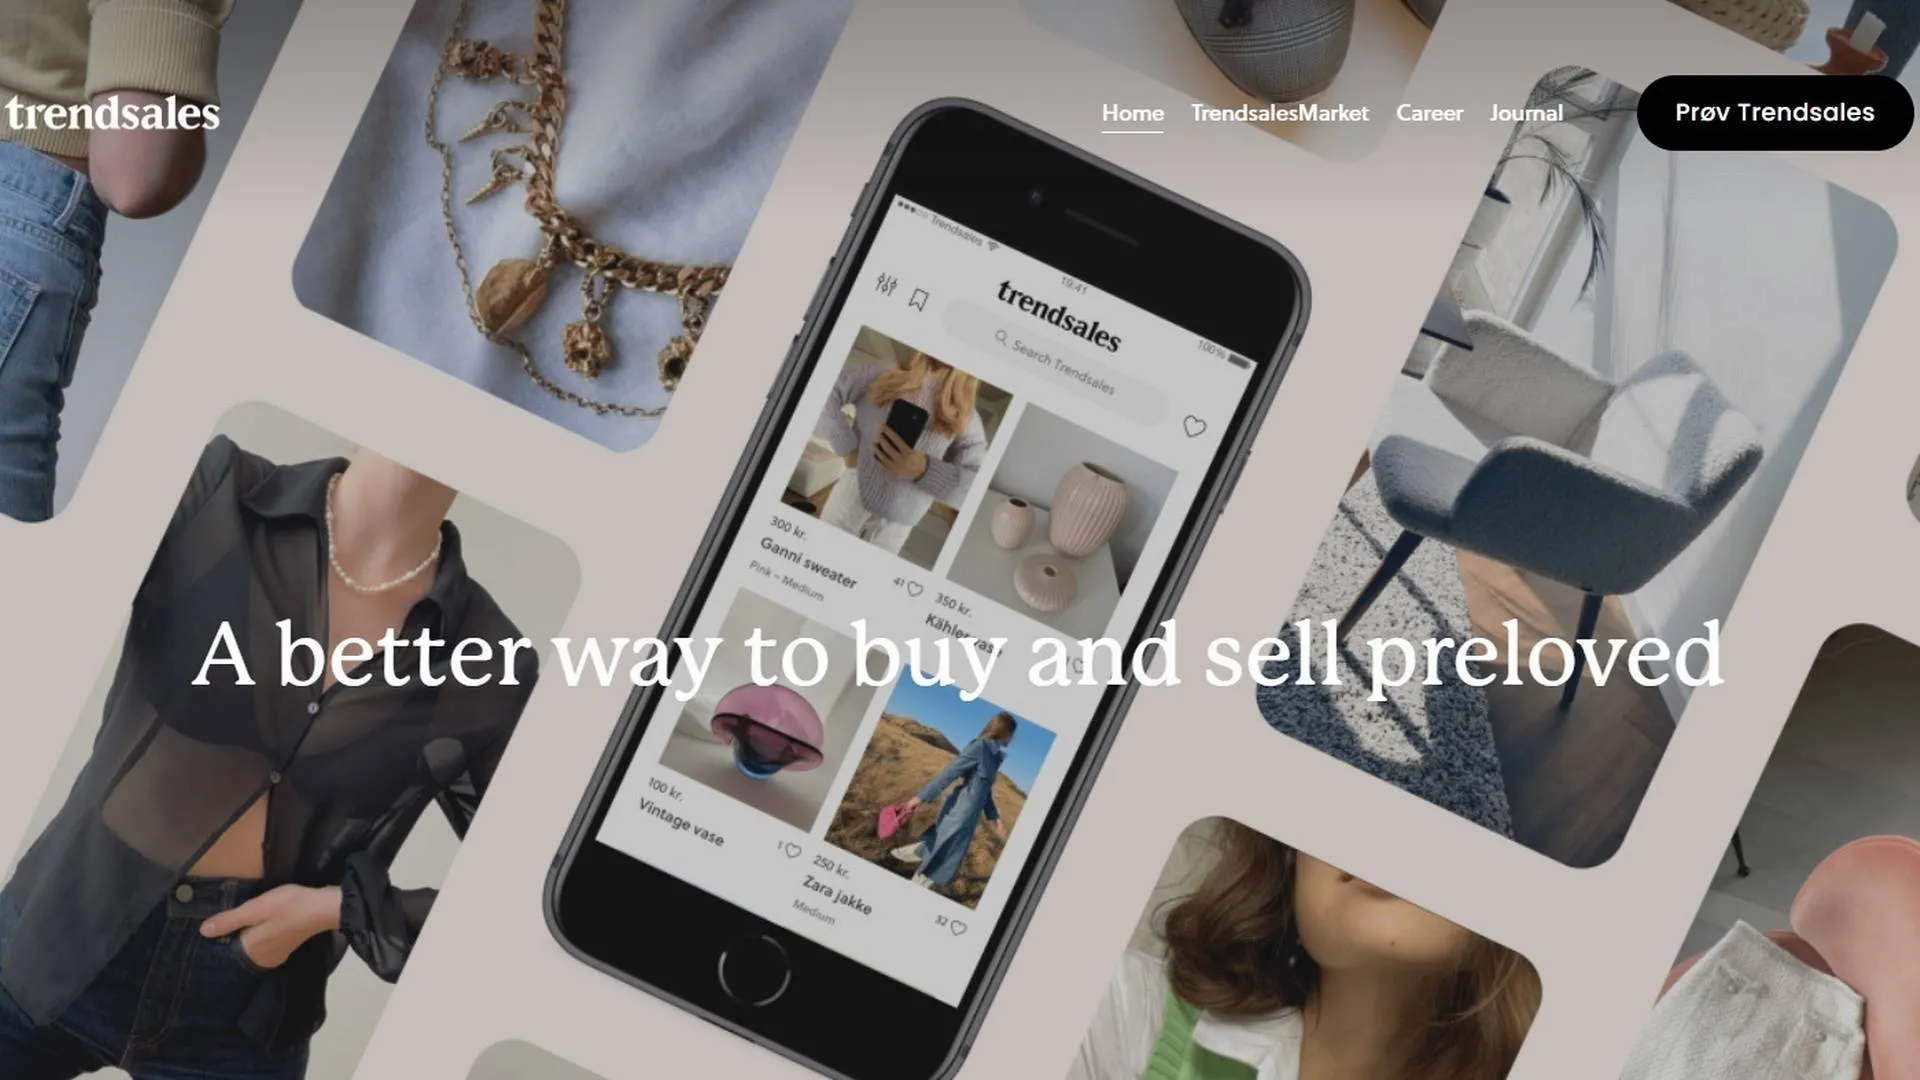 trendsales
Home TrendsalesMarket Career Journal
Prøv Trendsales
Trendsales
19:41
100%
trendsales
Search Trendsales
300 kr.
Ganni sweater
Pink – Medium
41
350 kr.
Kähler vase
A better way to buy and sell preloved
100 kr.
Vintage vase
1
250 kr.
Zara jakke
Medium
32